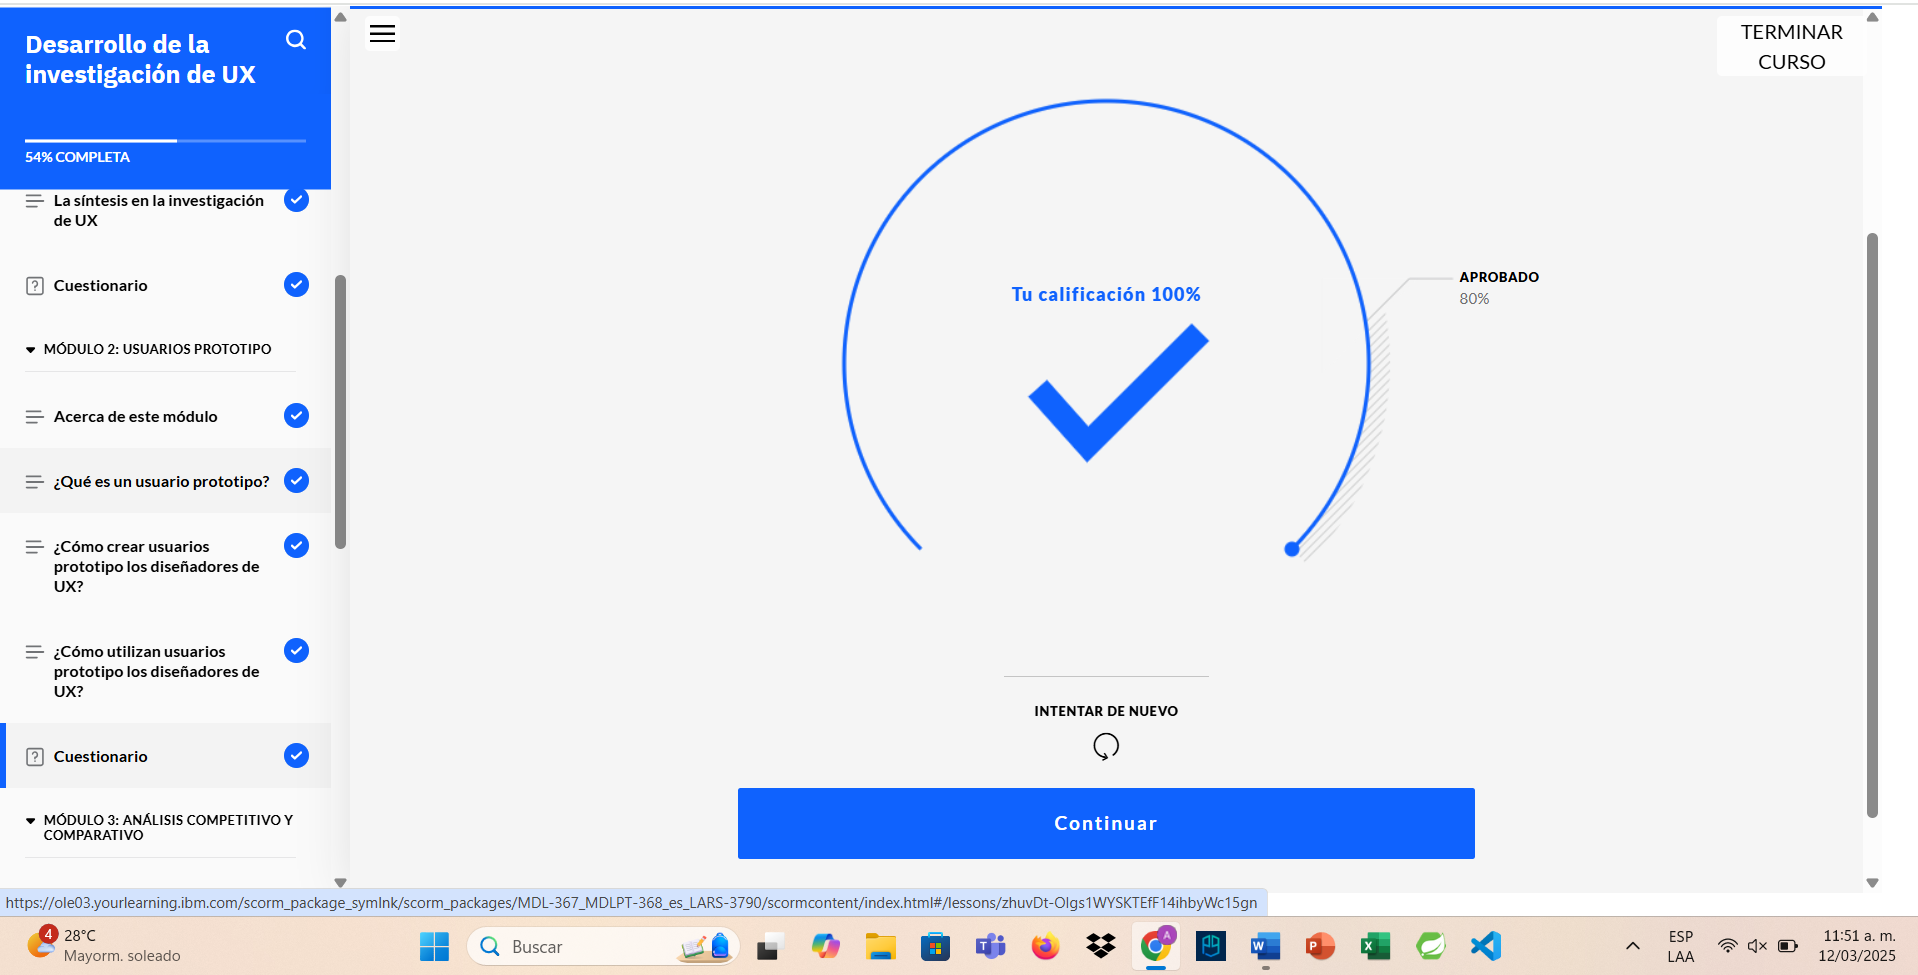 Desarrollo de la
investigación de UX
54% COMPLETA
La síntesis en la investigación
de UX
Cuestionario
MÓDULO 2: USUARIOS PROTOTIPO
Acerca de este módulo
¿Qué es un usuario prototipo?
¿Cómo crear usuarios
prototipo los diseñadores de
UX?
¿Cómo utilizan usuarios
prototipo los diseñadores de
UX?
Cuestionario
MÓDULO 3: ANÁLISIS COMPETITIVO Y
COMPARATIVO
TERMINAR
CURSO
Tu calificación 100%
APROBADO
80%
INTENTAR DE NUEVO
Continuar
https://ole03.yourlearning.ibm.com/scorm_package_symlnk/scorm_packages/MDL-367_MDLPT-368_es_LARS-3790/scormcontent/index.html#/lessons/zhuvDt-OIgs1WYSKTEfF14ihbyWc15gn
4
28°C
Mayorm. soleado
Buscar
A
ESP
LAA
11:51 a. m.
12/03/2025